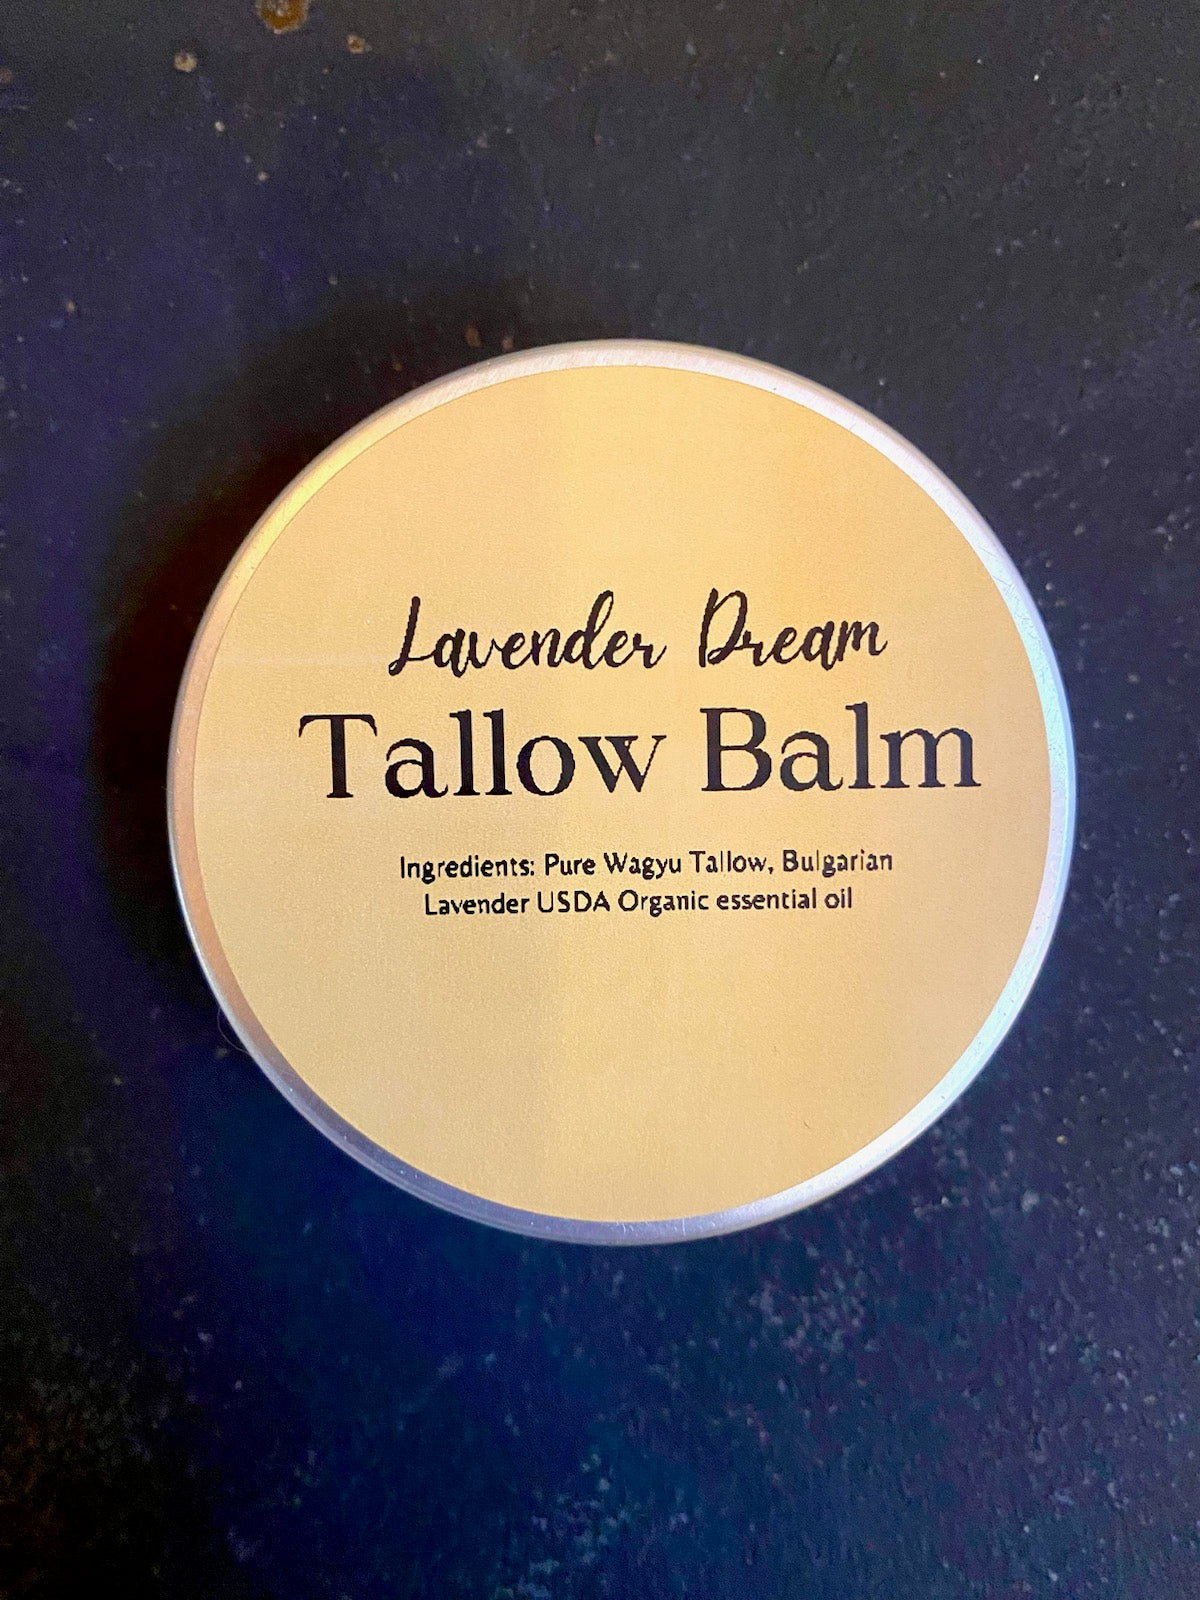 Lavender Dream
Tallow Balm
Ingredients: Pure Wagyu Tallow, Bulgarian
Lavender USDA Organic essential oil